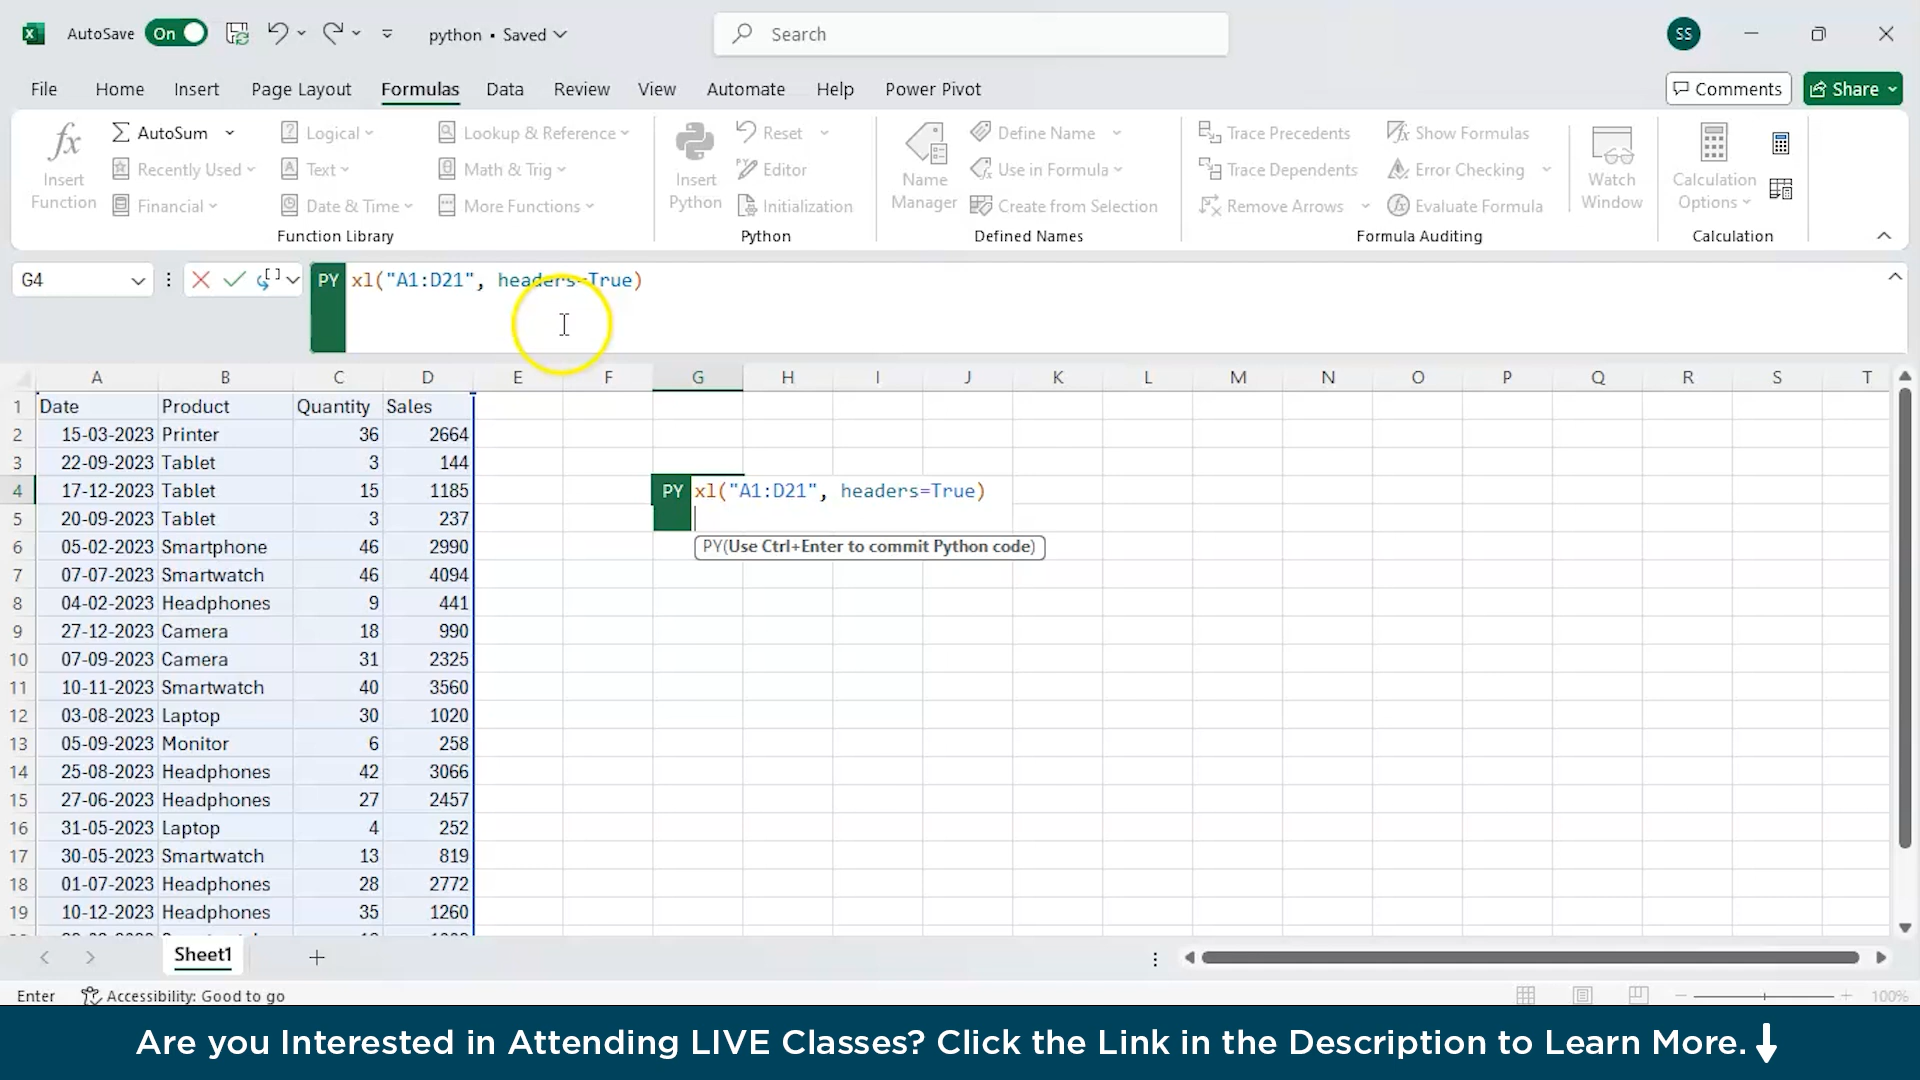 AutoSave On python • Saved Search SS
File Home Insert Page Layout Formulas Data Review View Automate Help Power Pivot Comments Share
fx Insert Function
AutoSum
Recently Used
Financial
Logical
Text
Date & Time
Lookup & Reference
Math & Trig
More Functions
Function Library
Insert Python
Reset
Editor
Initialization
Python
Name Manager
Define Name
Use in Formula
Create from Selection
Defined Names
Trace Precedents
Trace Dependents
Remove Arrows
Show Formulas
Error Checking
Evaluate Formula
Formula Auditing
Watch Window
Calculation Options
Calculation
G4 PY xl("A1:D21", headers=True)
A B C D E F G H I J K L M N O P Q R S T
1 Date Product Quantity Sales
2 15-03-2023 Printer 36 2664
3 22-09-2023 Tablet 3 144
4 17-12-2023 Tablet 15 1185 PY xl("A1:D21", headers=True)
5 20-09-2023 Tablet 3 237
6 05-02-2023 Smartphone 46 2990 PY(Use Ctrl+Enter to commit Python code)
7 07-07-2023 Smartwatch 46 4094
8 04-02-2023 Headphones 9 441
9 27-12-2023 Camera 18 990
10 07-09-2023 Camera 31 2325
11 10-11-2023 Smartwatch 40 3560
12 03-08-2023 Laptop 30 1020
13 05-09-2023 Monitor 6 258
14 25-08-2023 Headphones 42 3066
15 27-06-2023 Headphones 27 2457
16 31-05-2023 Laptop 4 252
17 30-05-2023 Smartwatch 13 819
18 01-07-2023 Headphones 28 2772
19 10-12-2023 Headphones 35 1260
Sheet1
Enter Accessibility: Good to go 100%
Are you Interested in Attending LIVE Classes? Click the Link in the Description to Learn More.